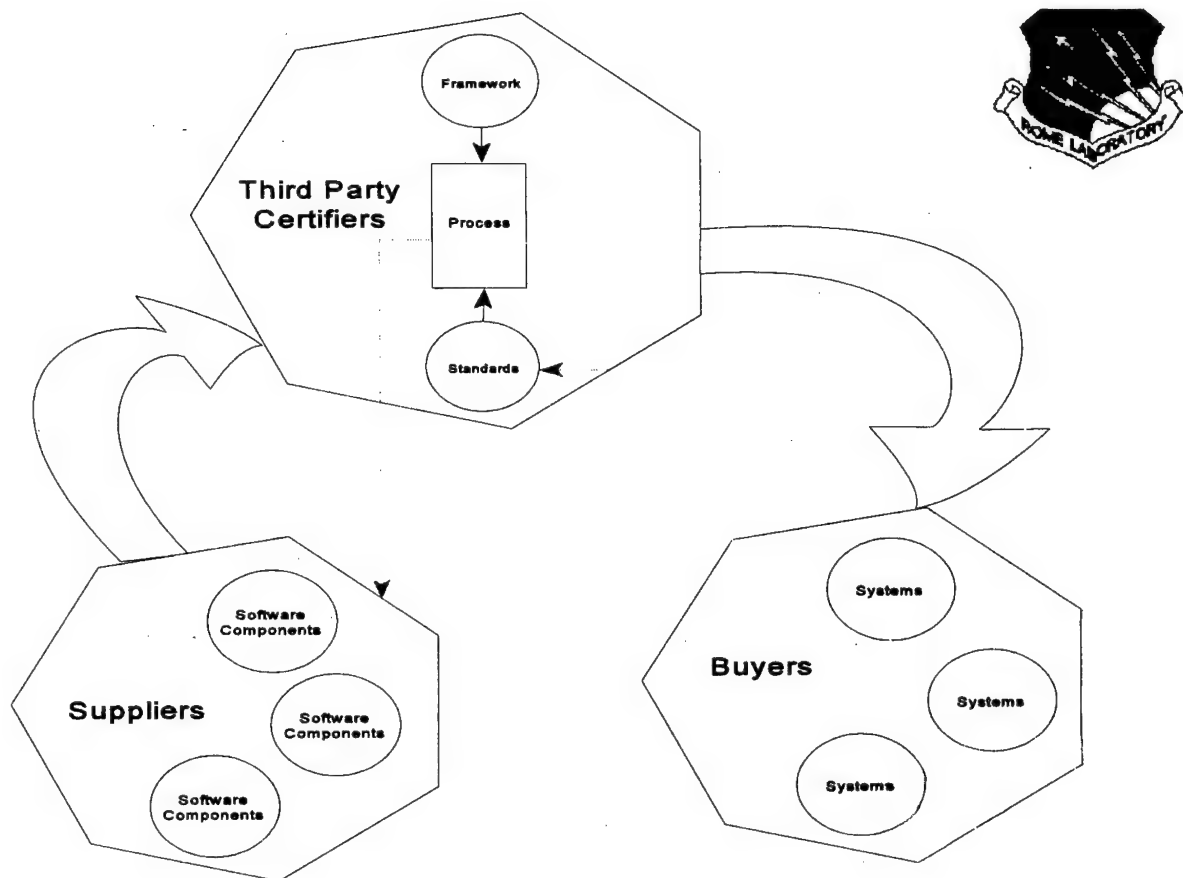 Framework
ROME LABORATORY
Third Party
Certifiers
Process
Standards
Software
Components
Systems
Suppliers
Software
Components
Buyers
Systems
Software
Components
Systems